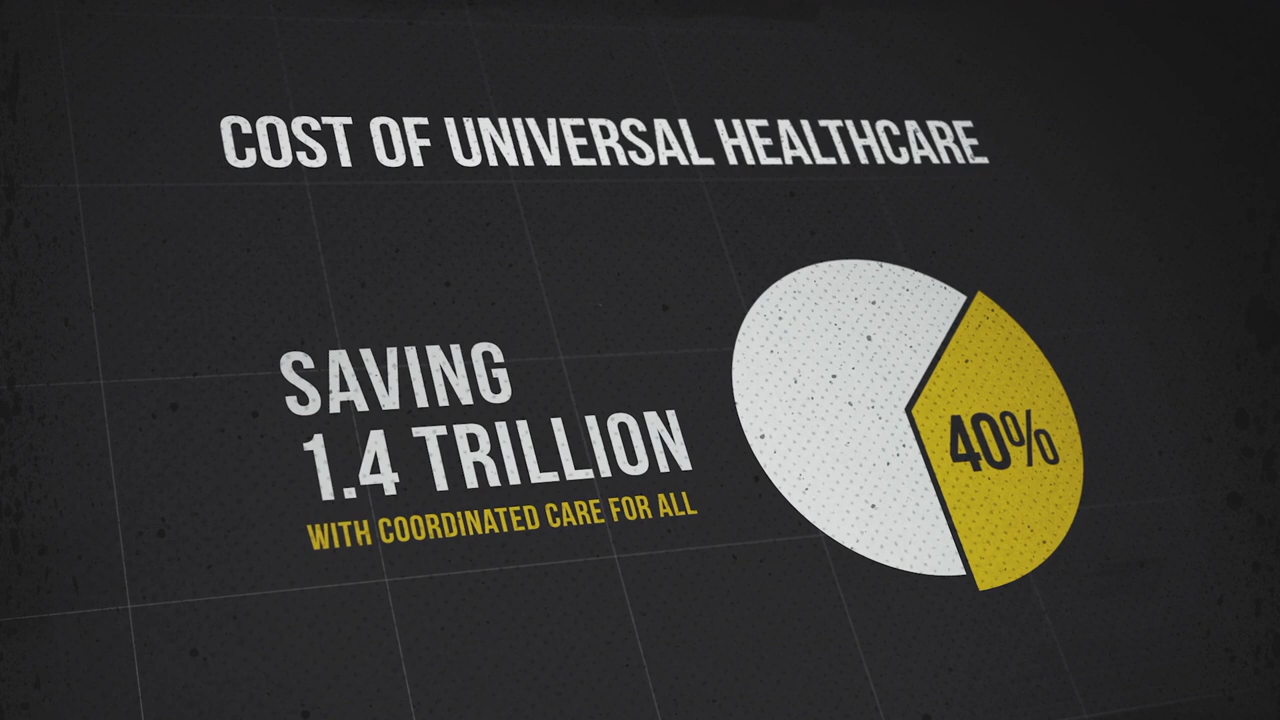 COST OF UNIVERSAL HEALTHCARE
SAVING
1.4 TRILLION
WITH COORDINATED CARE FOR ALL
40%